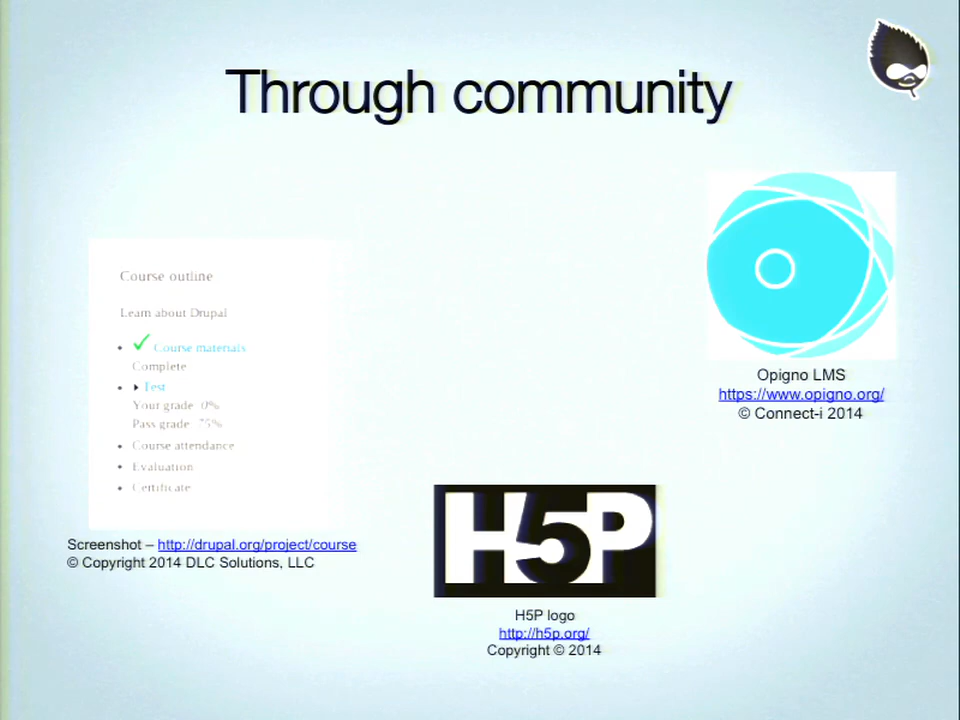 Through community
Course outline
Learn about Drupal
Course materials
Complete
Test
Your grade 0%
Pass grade 75%
Course attendance
Evaluation
Certificate
Screenshot – http://drupal.org/project/course
© Copyright 2014 DLC Solutions, LLC
Opigno LMS
https://www.opigno.org/
© Connect-i 2014
H5P
H5P logo
http://h5p.org/
Copyright © 2014